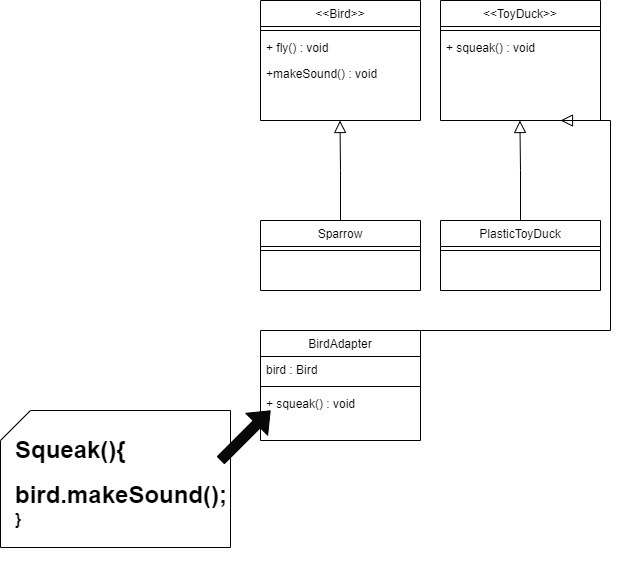 <<Bird>>
+ fly() : void
+makeSound() : void
<<ToyDuck>>
+ squeak() : void
Sparrow
PlasticToyDuck
BirdAdapter
bird : Bird
+ squeak() : void
Squeak(){
bird.makeSound();
}